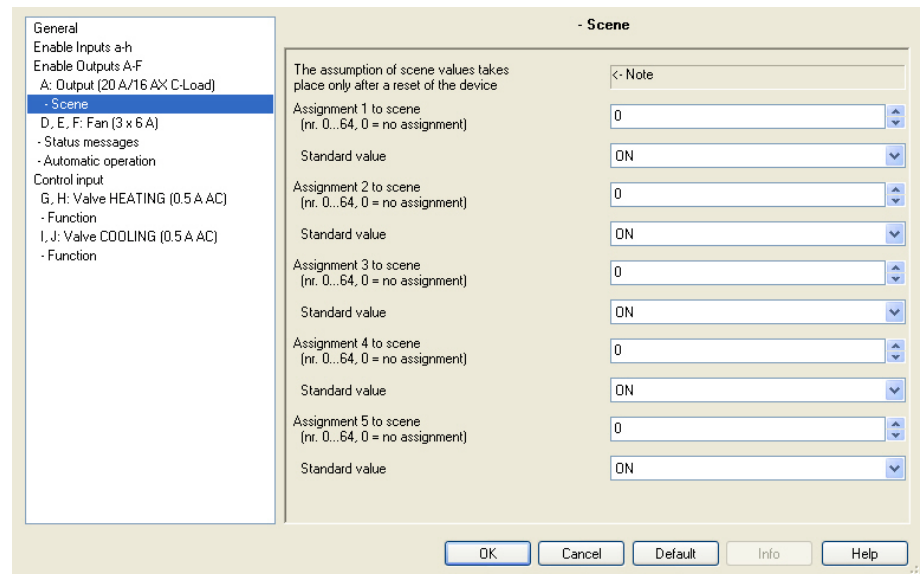 - Scene
General
Enable Inputs a-h
Enable Outputs A-F
A: Output (20 A/16 AX C-Load)
- Scene
D, E, F: Fan (3 x 6 A)
- Status messages
- Automatic operation
Control input
G, H: Valve HEATING (0.5 A AC)
- Function
I, J: Valve COOLING (0.5 A AC)
- Function
The assumption of scene values takes
place only after a reset of the device
<- Note
Assignment 1 to scene
(nr. 0...64, 0 = no assignment)
0
Standard value
ON
Assignment 2 to scene
(nr. 0...64, 0 = no assignment)
0
Standard value
ON
Assignment 3 to scene
(nr. 0...64, 0 = no assignment)
0
Standard value
ON
Assignment 4 to scene
(nr. 0...64, 0 = no assignment)
0
Standard value
ON
Assignment 5 to scene
(nr. 0...64, 0 = no assignment)
0
Standard value
ON
OK
Cancel
Default
Info
Help